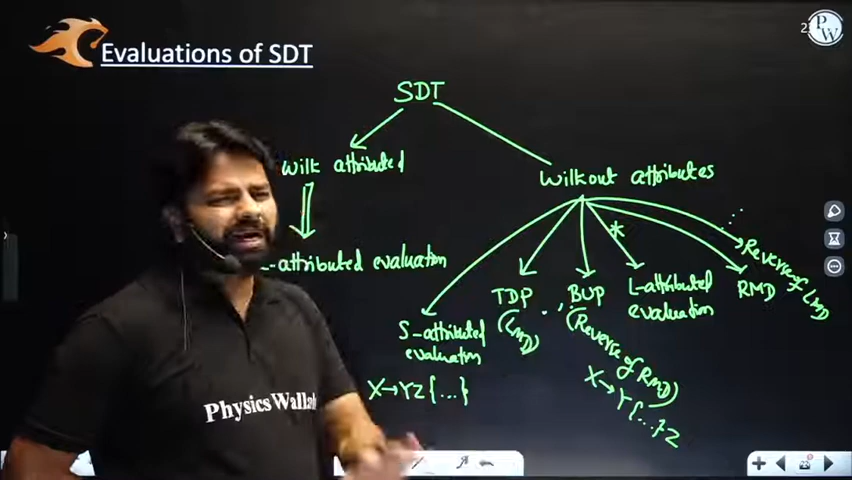 Evaluations of SDT
PW
SDT
With attributed
Without attributes
-attributed evaluation
*
S-attributed
evaluation
X→YZ{...}
TDP
(LMD)
BUP
(Reverse of RMD)
X→Y{...}Z
L-attributed
evaluation
RMD
Reverse of LMD
Physics Wallah